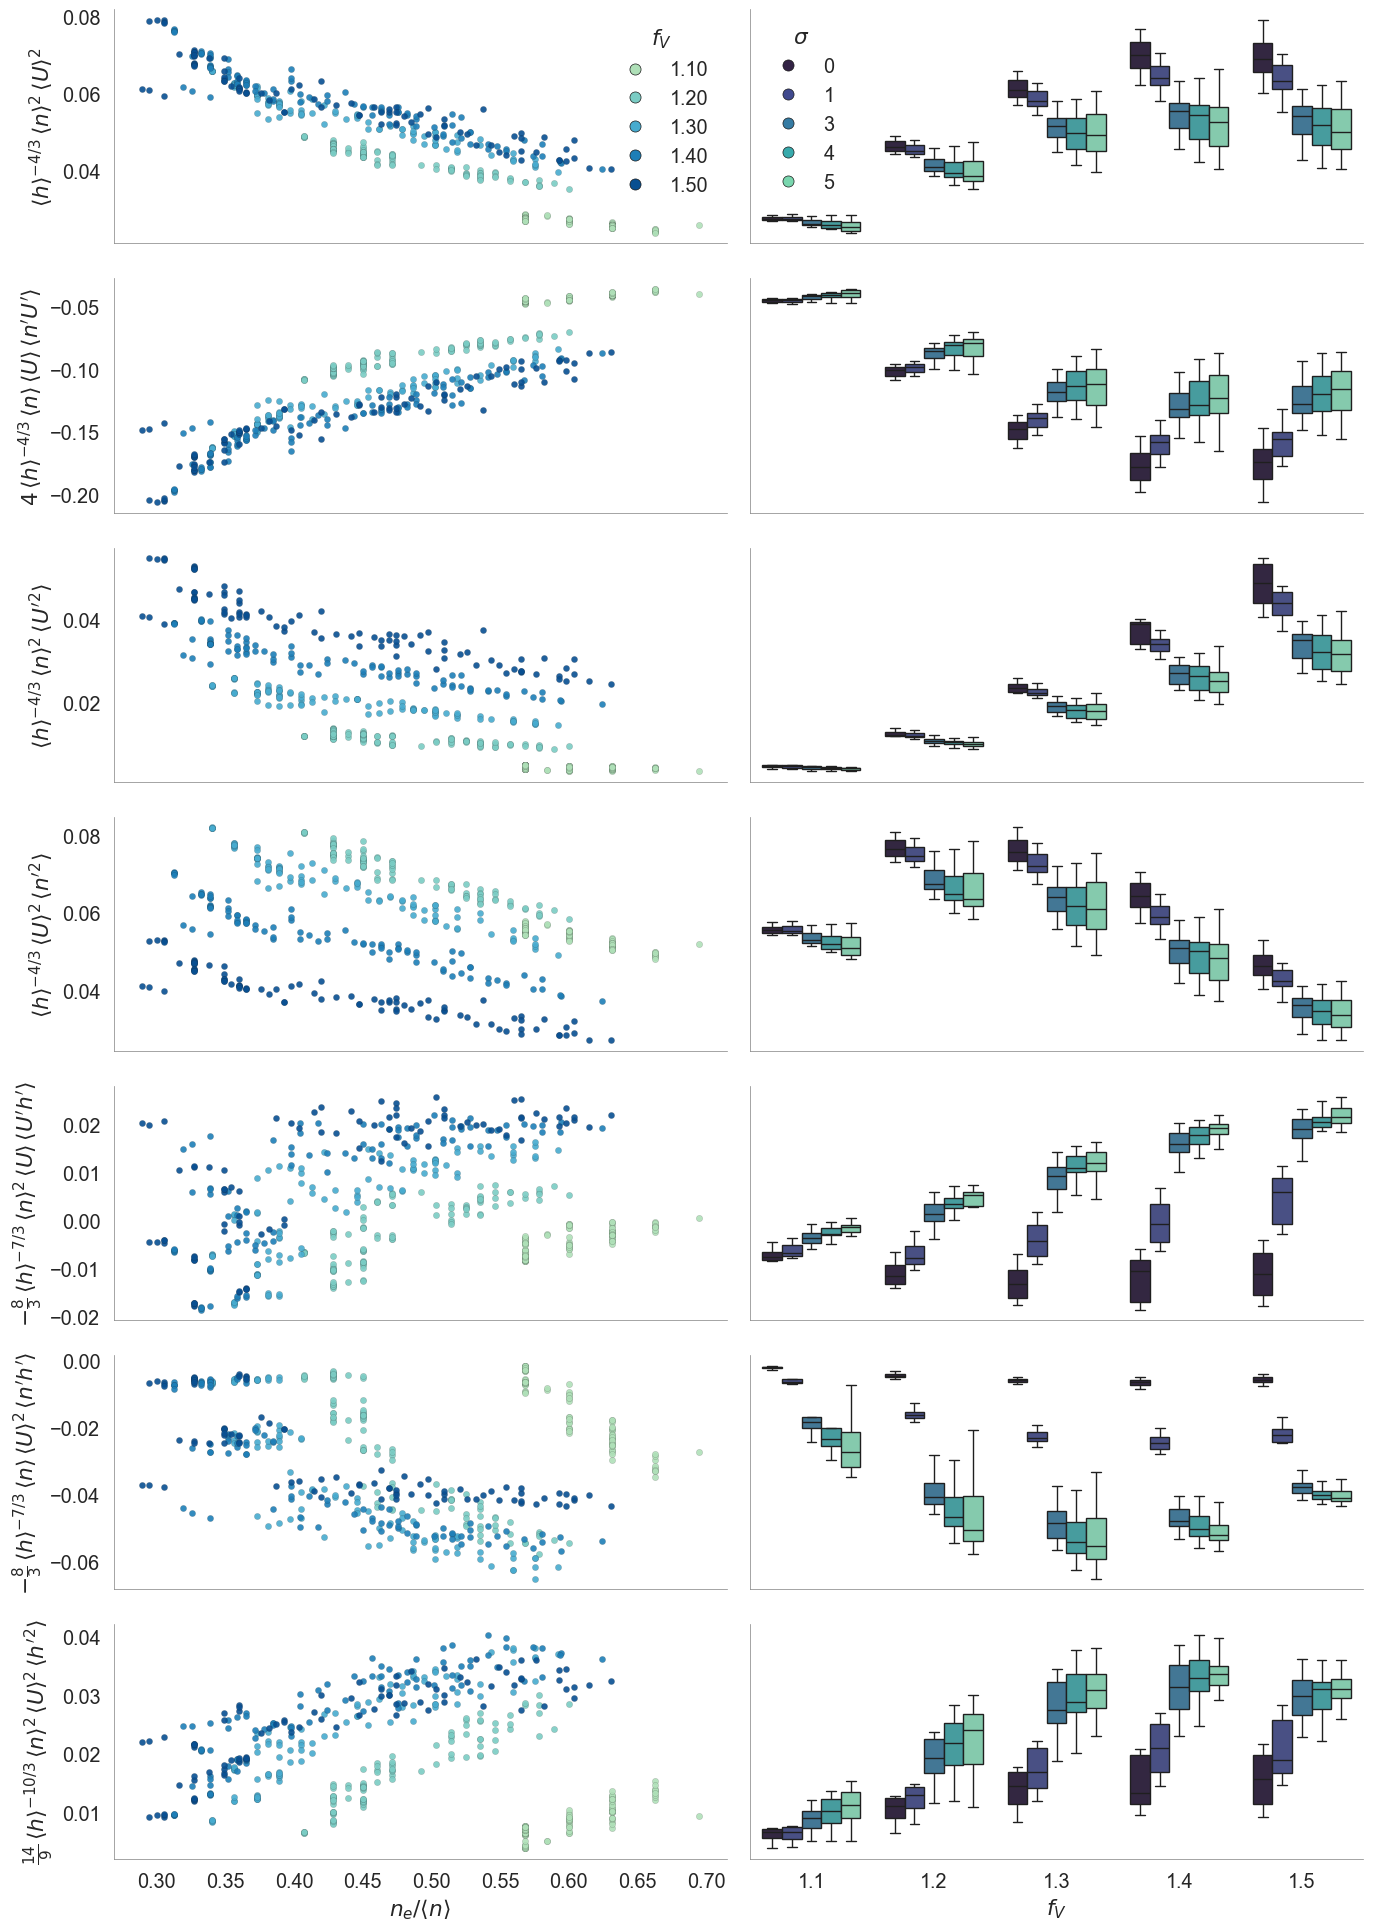 ⟨h⟩^{-4/3} ⟨n⟩^2 ⟨U⟩^2
0.08
0.06
0.04
f_V
1.10
1.20
1.30
1.40
1.50
σ
0
1
3
4
5
4 ⟨h⟩^{-4/3} ⟨n⟩ ⟨U⟩ ⟨n'U'⟩
−0.05
−0.10
−0.15
−0.20
⟨h⟩^{-4/3} ⟨n⟩^2 ⟨U'^2⟩
0.04
0.02
⟨h⟩^{-4/3} ⟨U⟩^2 ⟨n'^2⟩
0.08
0.06
0.04
−8/3 ⟨h⟩^{-7/3} ⟨n⟩^2 ⟨U⟩ ⟨U'h'⟩
0.02
0.01
0.00
−0.01
−0.02
−8/3 ⟨h⟩^{-7/3} ⟨n⟩ ⟨U⟩^2 ⟨n'h'⟩
0.00
−0.02
−0.04
−0.06
14/9 ⟨h⟩^{-10/3} ⟨n⟩^2 ⟨U⟩^2 ⟨h'^2⟩
0.04
0.03
0.02
0.01
0.30 0.35 0.40 0.45 0.50 0.55 0.60 0.65 0.70
n_e/⟨n⟩
1.1 1.2 1.3 1.4 1.5
f_V